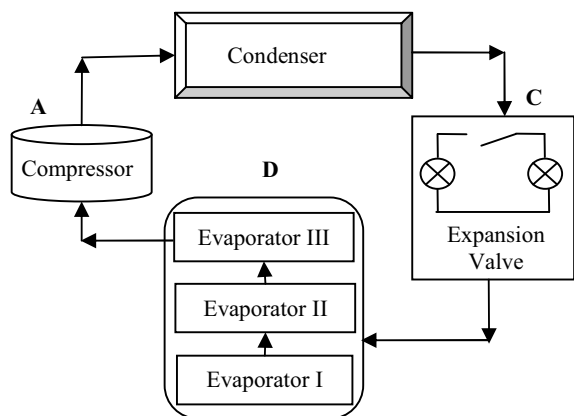 Condenser
A
C
Compressor
D
Evaporator III
Expansion
Valve
Evaporator II
Evaporator I